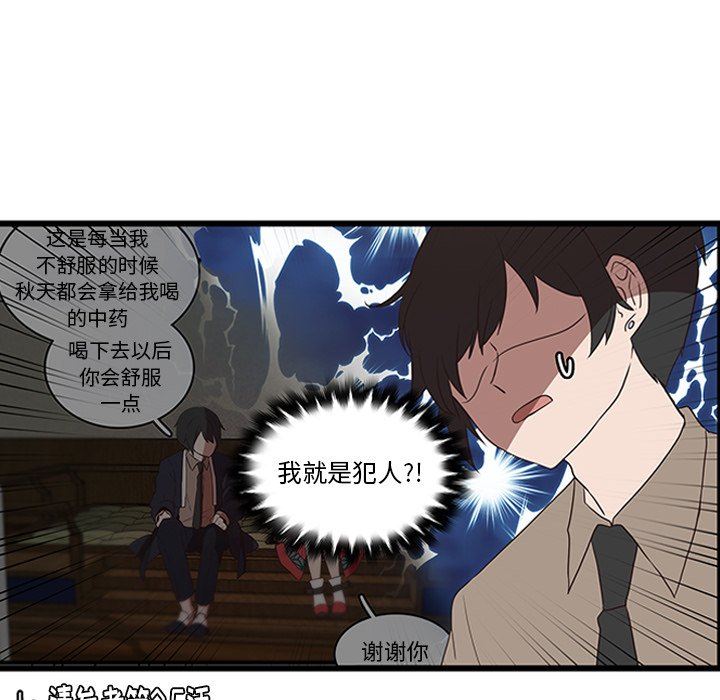 这是每当我
不舒服的时候
秋天都会拿给我喝
的中药
喝下去以后
你会舒服
一点
我就是犯人?!
谢谢你